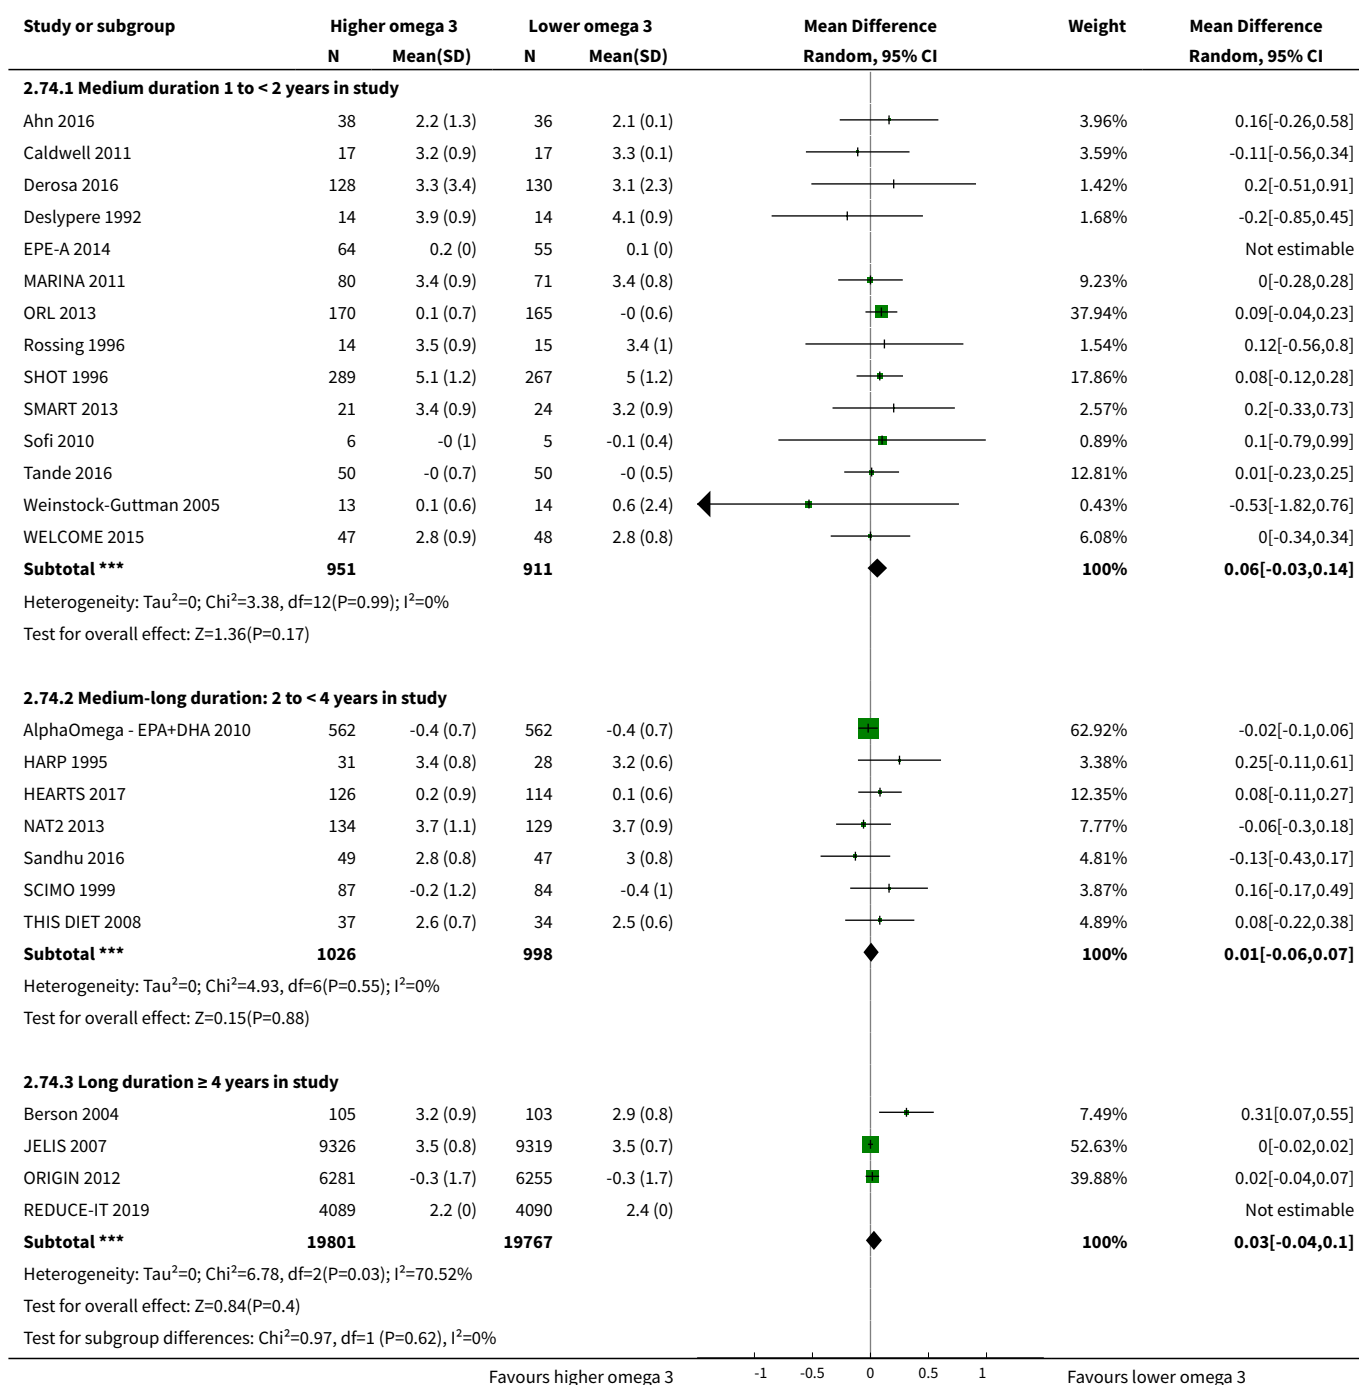 Study or subgroup Higher omega 3 Lower omega 3 Mean Difference Weight Mean Difference
N Mean(SD) N Mean(SD) Random, 95% CI Random, 95% CI
2.74.1 Medium duration 1 to < 2 years in study
Ahn 2016 38 2.2 (1.3) 36 2.1 (0.1) 3.96% 0.16[-0.26,0.58]
Caldwell 2011 17 3.2 (0.9) 17 3.3 (0.1) 3.59% -0.11[-0.56,0.34]
Derosa 2016 128 3.3 (3.4) 130 3.1 (2.3) 1.42% 0.2[-0.51,0.91]
Deslypere 1992 14 3.9 (0.9) 14 4.1 (0.9) 1.68% -0.2[-0.85,0.45]
EPE-A 2014 64 0.2 (0) 55 0.1 (0) Not estimable
MARINA 2011 80 3.4 (0.9) 71 3.4 (0.8) 9.23% 0[-0.28,0.28]
ORL 2013 170 0.1 (0.7) 165 -0 (0.6) 37.94% 0.09[-0.04,0.23]
Rossing 1996 14 3.5 (0.9) 15 3.4 (1) 1.54% 0.12[-0.56,0.8]
SHOT 1996 289 5.1 (1.2) 267 5 (1.2) 17.86% 0.08[-0.12,0.28]
SMART 2013 21 3.4 (0.9) 24 3.2 (0.9) 2.57% 0.2[-0.33,0.73]
Sofi 2010 6 -0 (1) 5 -0.1 (0.4) 0.89% 0.1[-0.79,0.99]
Tande 2016 50 -0 (0.7) 50 -0 (0.5) 12.81% 0.01[-0.23,0.25]
Weinstock-Guttman 2005 13 0.1 (0.6) 14 0.6 (2.4) 0.43% -0.53[-1.82,0.76]
WELCOME 2015 47 2.8 (0.9) 48 2.8 (0.8) 6.08% 0[-0.34,0.34]
Subtotal *** 951 911 100% 0.06[-0.03,0.14]
Heterogeneity: Tau²=0; Chi²=3.38, df=12(P=0.99); I²=0%
Test for overall effect: Z=1.36(P=0.17)
2.74.2 Medium-long duration: 2 to < 4 years in study
AlphaOmega - EPA+DHA 2010 562 -0.4 (0.7) 562 -0.4 (0.7) 62.92% -0.02[-0.1,0.06]
HARP 1995 31 3.4 (0.8) 28 3.2 (0.6) 3.38% 0.25[-0.11,0.61]
HEARTS 2017 126 0.2 (0.9) 114 0.1 (0.6) 12.35% 0.08[-0.11,0.27]
NAT2 2013 134 3.7 (1.1) 129 3.7 (0.9) 7.77% -0.06[-0.3,0.18]
Sandhu 2016 49 2.8 (0.8) 47 3 (0.8) 4.81% -0.13[-0.43,0.17]
SCIMO 1999 87 -0.2 (1.2) 84 -0.4 (1) 3.87% 0.16[-0.17,0.49]
THIS DIET 2008 37 2.6 (0.7) 34 2.5 (0.6) 4.89% 0.08[-0.22,0.38]
Subtotal *** 1026 998 100% 0.01[-0.06,0.07]
Heterogeneity: Tau²=0; Chi²=4.93, df=6(P=0.55); I²=0%
Test for overall effect: Z=0.15(P=0.88)
2.74.3 Long duration ≥ 4 years in study
Berson 2004 105 3.2 (0.9) 103 2.9 (0.8) 7.49% 0.31[0.07,0.55]
JELIS 2007 9326 3.5 (0.8) 9319 3.5 (0.7) 52.63% 0[-0.02,0.02]
ORIGIN 2012 6281 -0.3 (1.7) 6255 -0.3 (1.7) 39.88% 0.02[-0.04,0.07]
REDUCE-IT 2019 4089 2.2 (0) 4090 2.4 (0) Not estimable
Subtotal *** 19801 19767 100% 0.03[-0.04,0.1]
Heterogeneity: Tau²=0; Chi²=6.78, df=2(P=0.03); I²=70.52%
Test for overall effect: Z=0.84(P=0.4)
Test for subgroup differences: Chi²=0.97, df=1 (P=0.62), I²=0%
Favours higher omega 3 -1 -0.5 0 0.5 1 Favours lower omega 3